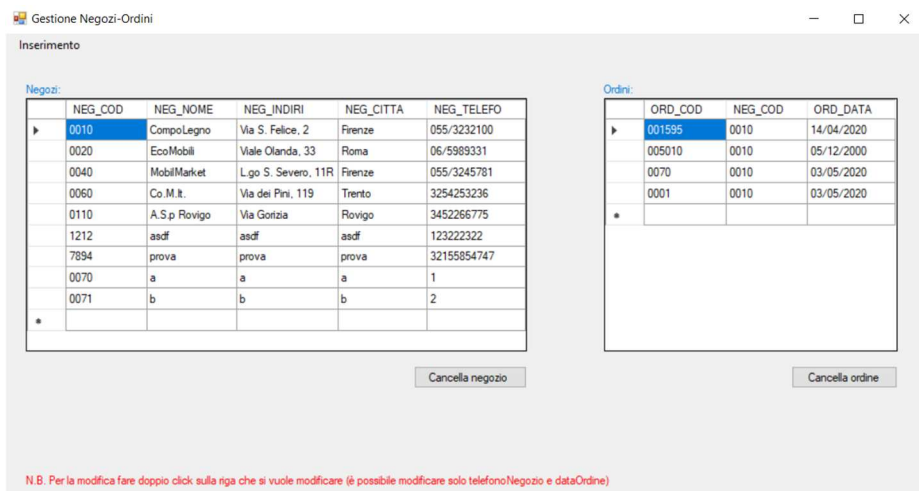 Gestione Negozi-Ordini
Inserimento
Negozi:
NEG_COD NEG_NOME NEG_INDIRI NEG_CITTA NEG_TELEFO
0010 CompoLegno Via S. Felice, 2 Firenze 055/3232100
0020 EcoMobili Viale Olanda, 33 Roma 06/5989331
0040 MobilMarket L.go S. Severo, 11R Firenze 055/3245781
0060 Co.M.It. Via dei Pini, 119 Trento 3254253236
0110 A.S.p Rovigo Via Gorizia Rovigo 3452266775
1212 asdf asdf asdf 123222322
7894 prova prova prova 32155854747
0070 a a a 1
0071 b b b 2
Cancella negozio
Ordini:
ORD_COD NEG_COD ORD_DATA
001595 0010 14/04/2020
005010 0010 05/12/2000
0070 0010 03/05/2020
0001 0010 03/05/2020
Cancella ordine
N.B. Per la modifica fare doppio click sulla riga che si vuole modificare (è possibile modificare solo telefonoNegozio e dataOrdine)